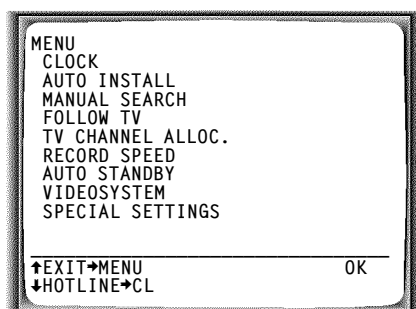 MENU
CLOCK
AUTO INSTALL
MANUAL SEARCH
FOLLOW TV
TV CHANNEL ALLOC.
RECORD SPEED
AUTO STANDBY
VIDEOSYSTEM
SPECIAL SETTINGS
↑EXIT→MENU OK
↓HOTLINE→CL